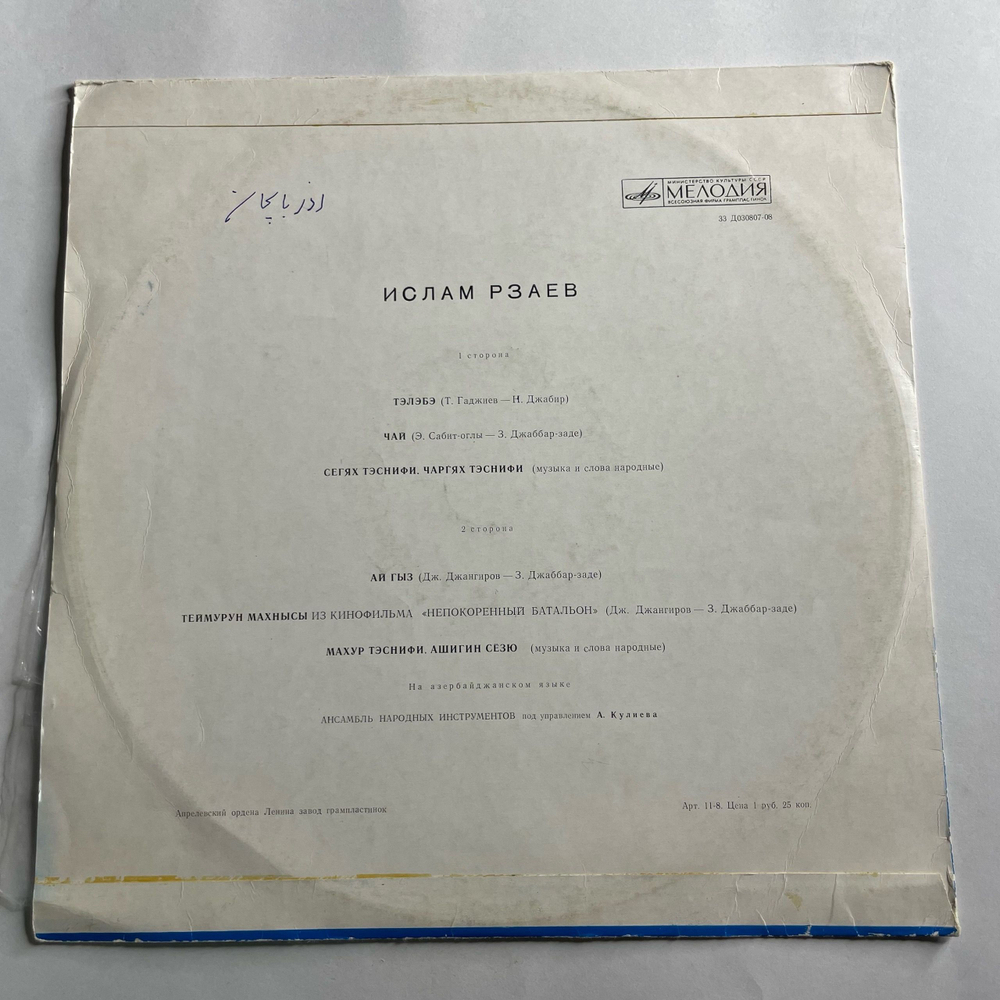 اذربایجان
МИНИСТЕРСТВО КУЛЬТУРЫ СССР
МЕЛОДИЯ
ВСЕСОЮЗНАЯ ФИРМА ГРАМПЛАСТИНОК
33 Д030807-08
ИСЛАМ РЗАЕВ
1 сторона
ТЭЛЭБЭ (Т. Гаджиев — Н. Джабир)
ЧАЙ (Э. Сабит-оглы — З. Джаббар-заде)
СЕГЯХ ТЭСНИФИ. ЧАРГЯХ ТЭСНИФИ (музыка и слова народные)
2 сторона
АЙ ГЫЗ (Дж. Джангиров — З. Джаббар-заде)
ТЕЙМУРУН МАХНЫСЫ ИЗ КИНОФИЛЬМА «НЕПОКОРЕННЫЙ БАТАЛЬОН» (Дж. Джангиров — З. Джаббар-заде)
МАХУР ТЭСНИФИ. АШИГИН СЕЗЮ (музыка и слова народные)
На азербайджанском языке
АНСАМБЛЬ НАРОДНЫХ ИНСТРУМЕНТОВ под управлением А. Кулиева
Апрелевский ордена Ленина завод грампластинок
Арт. 11-8. Цена 1 руб. 25 коп.